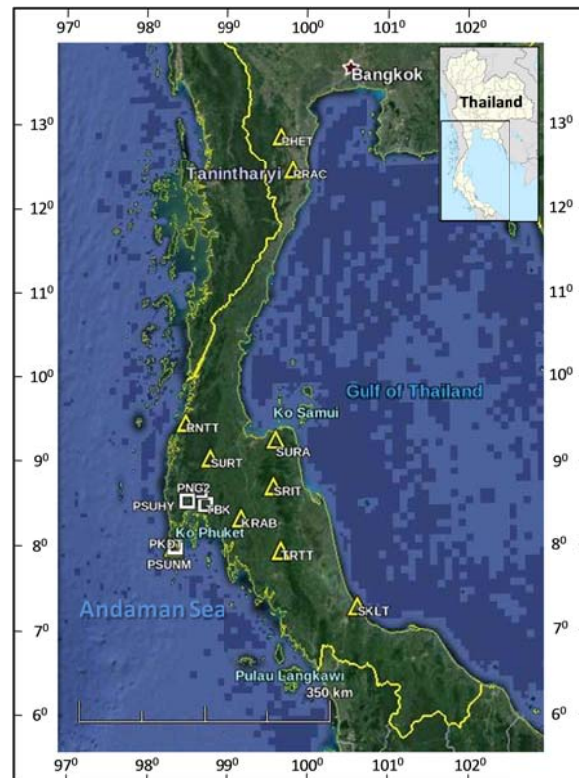 97⁰ 98⁰ 99⁰ 100⁰ 101⁰ 102⁰
Bangkok
Thailand
13⁰ 13⁰
PHET
Tanintharyi PRAC
12⁰ 12⁰
11⁰ 11⁰
10⁰ 10⁰
Gulf of Thailand
Ko Samui
RNTT
SURA
9⁰ 9⁰
SURT
PNG2 SRIT
PSUHY TBK
KRAB
Ko Phuket
PKDT
8⁰ TRTT 8⁰
PSUNM
Andaman Sea SKLT
7⁰ 7⁰
Pulau Langkawi
350 km
6⁰ 6⁰
97⁰ 98⁰ 99⁰ 100⁰ 101⁰ 102⁰